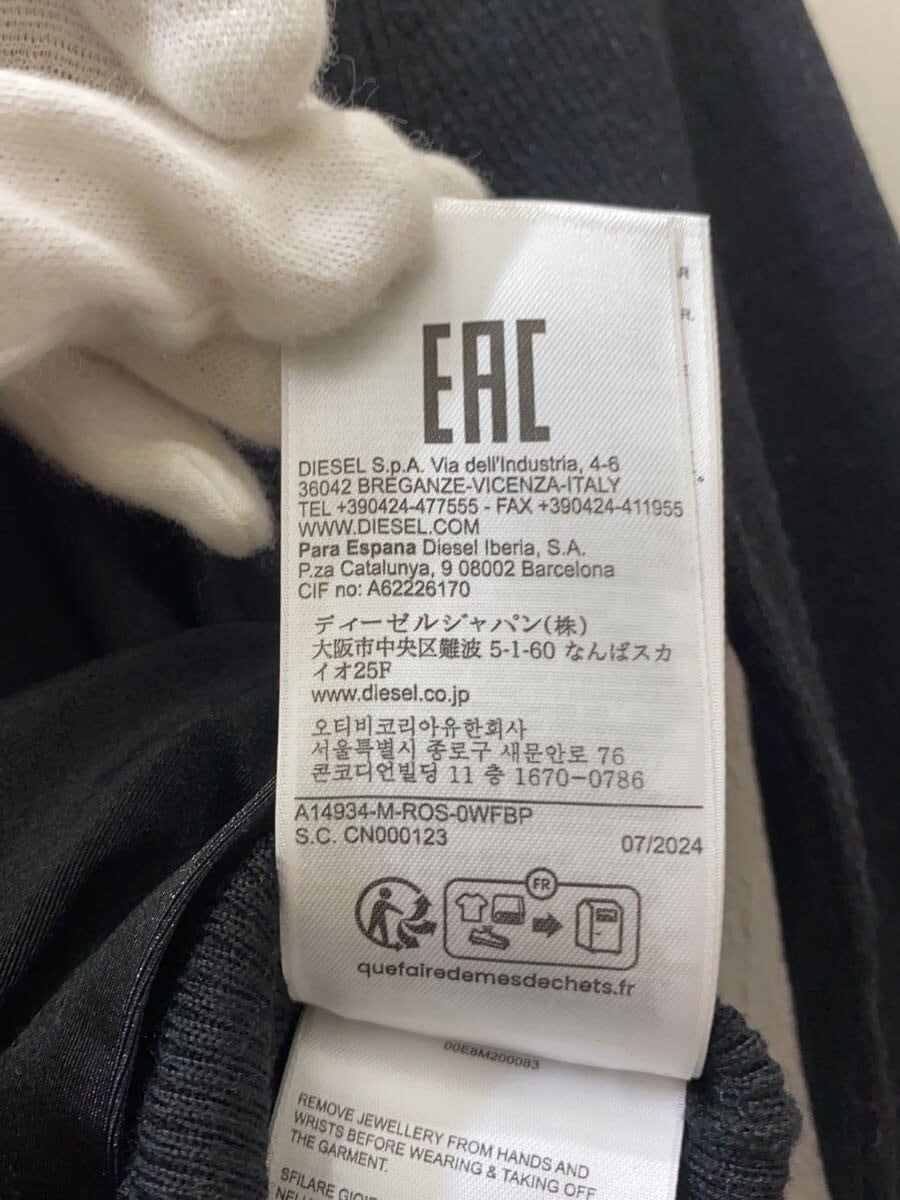 EAC
DIESEL S.p.A. Via dell'Industria, 4-6
36042 BREGANZE-VICENZA-ITALY
TEL +390424-477555 - FAX +390424-411955
WWW.DIESEL.COM
Para Espana Diesel Iberia, S.A.
P.za Catalunya, 9 08002 Barcelona
CIF no: A62226170
ディーゼルジャパン(株)
大阪市中央区難波 5-1-60 なんばスカ
イオ25F
www.diesel.co.jp
오티비코리아유한회사
서울특별시 종로구 새문안로 76
콘코디언빌딩 11 층 1670-0786
A14934-M-ROS-0WFBP
S.C. CN000123
07/2024
FR
quefairedemesdechets.fr
00E8M200083
REMOVE JEWELLERY FROM HANDS AND
WRISTS BEFORE WEARING & TAKING OFF
THE GARMENT.
SFILARE